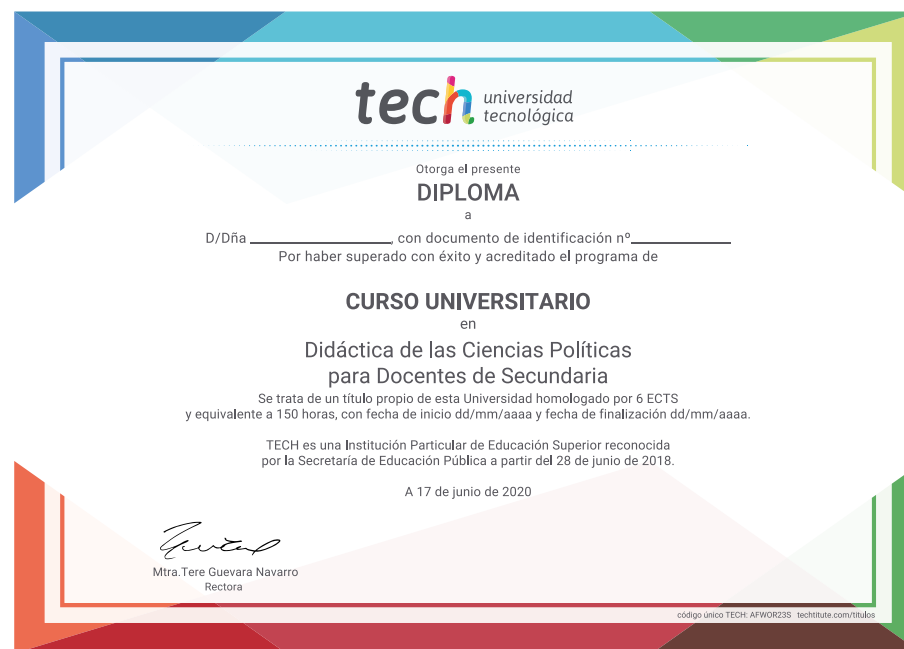 tech universidad
tecnológica
Otorga el presente
DIPLOMA
a
D/Dña ____________________, con documento de identificación nº______________
Por haber superado con éxito y acreditado el programa de
CURSO UNIVERSITARIO
en
Didáctica de las Ciencias Políticas
para Docentes de Secundaria
Se trata de un título propio de esta Universidad homologado por 6 ECTS
y equivalente a 150 horas, con fecha de inicio dd/mm/aaaa y fecha de finalización dd/mm/aaaa.
TECH es una Institución Particular de Educación Superior reconocida
por la Secretaría de Educación Pública a partir del 28 de junio de 2018.
A 17 de junio de 2020
Mtra.Tere Guevara Navarro
Rectora
código único TECH: AFWOR23S techtitute.com/titulos